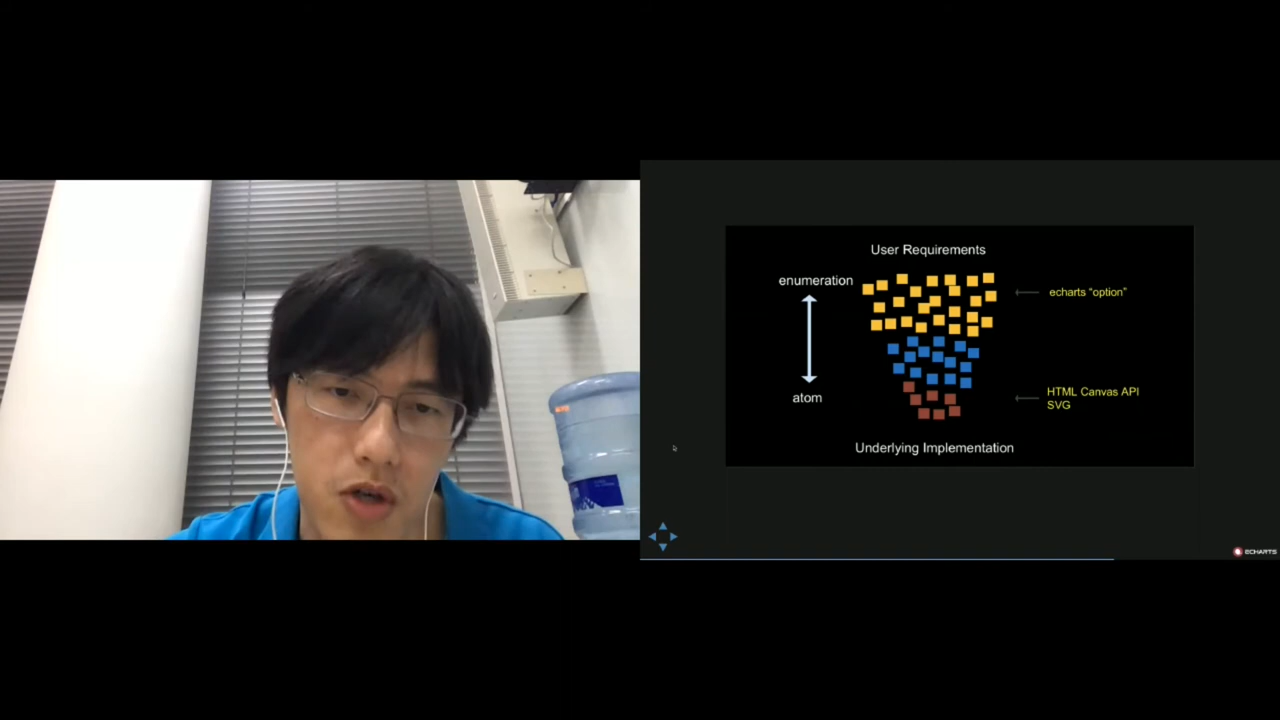 User Requirements
enumeration
echarts “option”
atom
HTML Canvas API
SVG
Underlying Implementation
ECHARTS